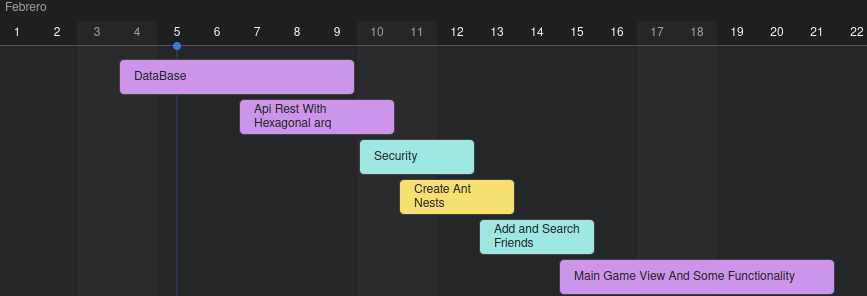 Febrero
1 2 3 4 5 6 7 8 9 10 11 12 13 14 15 16 17 18 19 20 21 22
DataBase
Api Rest With
Hexagonal arq
Security
Create Ant
Nests
Add and Search
Friends
Main Game View And Some Functionality